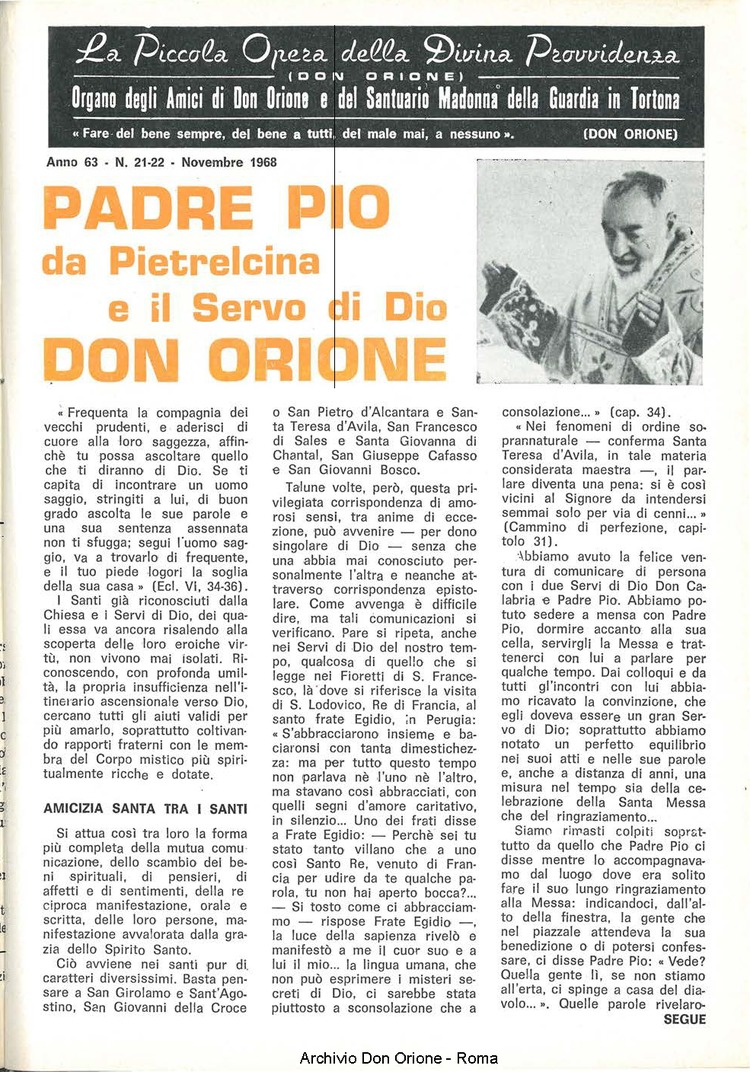 La Piccola Opera della Divina Provvidenza
(DON ORIONE)
Organo degli Amici di Don Orione e del Santuario Madonna della Guardia in Tortona
« Fare del bene sempre, del bene a tutti, del male mai, a nessuno ». (DON ORIONE)
Anno 63 - N. 21-22 - Novembre 1968
PADRE PIO
da Pietrelcina
e il Servo di Dio
DON ORIONE
« Frequenta la compagnia dei
vecchi prudenti, e aderisci di
cuore alla loro saggezza, affin-
chè tu possa ascoltare quello
che ti diranno di Dio. Se ti
capita di incontrare un uomo
saggio, stringiti a lui, di buon
grado ascolta le sue parole e
una sua sentenza assennata
non ti sfugga; segui l'uomo sag-
gio, va a trovarlo di frequente,
e il tuo piede logori la soglia
della sua casa » (Ecl. VI, 34-36).
I Santi già riconosciuti dalla
Chiesa e i Servi di Dio, dei qua-
li essa va ancora risalendo alla
scoperta delle loro eroiche vir-
tù, non vivono mai isolati. Ri-
conoscendo, con profonda umil-
tà, la propria insufficienza nell'i-
tinerario ascensionale verso Dio,
cercano tutti gli aiuti validi per
più amarlo, soprattutto coltivan-
do rapporti fraterni con le mem-
bra del Corpo mistico più spiri-
tualmente ricche e dotate.
AMICIZIA SANTA TRA I SANTI
Si attua così tra loro la forma
più completa della mutua comu-
nicazione, dello scambio dei be-
ni spirituali, di pensieri, di
affetti e di sentimenti, della re
ciproca manifestazione, orale e
scritta, delle loro persone, ma-
nifestazione avvalorata dalla gra-
zia dello Spirito Santo.
Ciò avviene nei santi pur di
caratteri diversissimi. Basta pen-
sare a San Girolamo e Sant'Ago-
stino, San Giovanni della Croce
o San Pietro d'Alcantara e San-
ta Teresa d'Avila, San Francesco
di Sales e Santa Giovanna di
Chantal, San Giuseppe Cafasso
e San Giovanni Bosco.
Talune volte, però, questa pri-
vilegiata corrispondenza di amo-
rosi sensi, tra anime di ecce-
zione, può avvenire — per dono
singolare di Dio — senza che
una abbia mai conosciuto per-
sonalmente l'altra e neanche at-
traverso corrispondenza episto-
lare. Come avvenga è difficile
dire, ma tali comunicazioni si
verificano. Pare si ripeta, anche
nei Servi di Dio del nostro tem-
po, qualcosa di quello che si
legge nei Fioretti di S. France-
sco, là dove si riferisce la visita
di S. Lodovico, Re di Francia, al
santo frate Egidio, in Perugia:
« S'abbracciarono insieme e ba-
ciaronsi con tanta dimestichez-
za: ma per tutto questo tempo
non parlava nè l'uno nè l'altro,
ma stavano così abbracciati, con
quelli segni d'amore caritativo,
in silenzio... Uno dei frati disse
a Frate Egidio: — Perchè sei tu
stato tanto villano che a uno
così Santo Re, venuto di Fran-
cia per udire da te qualche pa-
rola, tu non hai aperto bocca?...
— Si tosto come ci abbracciam-
mo — rispose Frate Egidio —,
la luce della sapienza rivelò e
manifestò a me il cuor suo e a
lui il mio... la lingua umana, che
non può esprimere i misteri se-
creti di Dio, ci sarebbe stata
piuttosto a sconsolazione che a
consolazione... » (cap. 34).
« Nei fenomeni di ordine so-
prannaturale — conferma Santa
Teresa d'Avila, in tale materia
considerata maestra —, il par-
lare diventa una pena: si è così
vicini al Signore da intendersi
semmai solo per via di cenni... »
(Cammino di perfezione, capi-
tolo 31).
Abbiamo avuto la felice ven-
tura di comunicare di persona
con i due Servi di Dio Don Ca-
labria e Padre Pio. Abbiamo po-
tuto sedere a mensa con Padre
Pio, dormire accanto alla sua
cella, servirgli la Messa e trat-
tenerci con lui a parlare per
qualche tempo. Dai colloqui e da
tutti gl'incontri con lui abbia-
mo ricavato la convinzione, che
egli doveva essere un gran Ser-
vo di Dio; soprattutto abbiamo
notato un perfetto equilibrio
nei suoi atti e nelle sue parole
e, anche a distanza di anni, una
misura nel tempo sia della ce-
lebrazione della Santa Messa
che del ringraziamento...
Siamo rimasti colpiti soprat-
tutto da quello che Padre Pio ci
disse mentre lo accompagnava-
mo dal luogo dove era solito
fare il suo lungo ringraziamento
alla Messa: indicandoci, dall'al-
to della finestra, la gente che
nel piazzale attendeva la sua
benedizione o di potersi confes-
sare, ci disse Padre Pio: « Vede?
Quella gente lì, se non stiamo
all'erta, ci spinge a casa del dia-
volo... ». Quelle parole rivelaro-
SEGUE
Archivio Don Orione - Roma